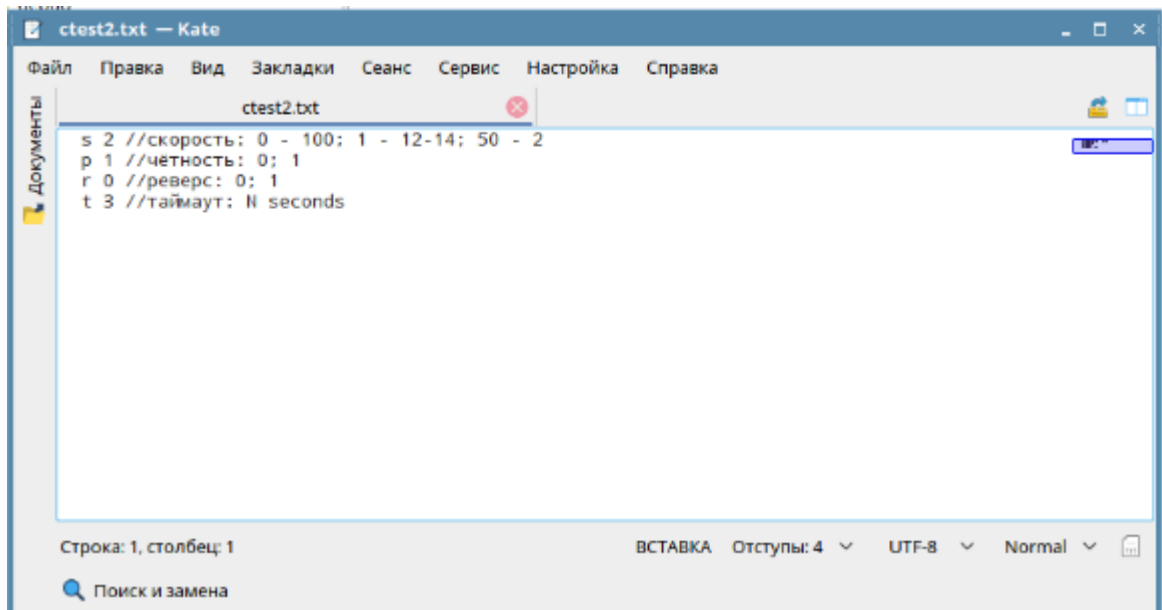 ctest2.txt — Kate
Файл Правка Вид Закладки Сеанс Сервис Настройка Справка
ctest2.txt
Документы
s 2 //скорость: 0 - 100; 1 - 12-14; 50 - 2
p 1 //чётность: 0; 1
r 0 //реверс: 0; 1
t 3 //таймаут: N seconds
Строка: 1, столбец: 1 ВСТАВКА Отступы: 4 UTF-8 Normal
Поиск и замена